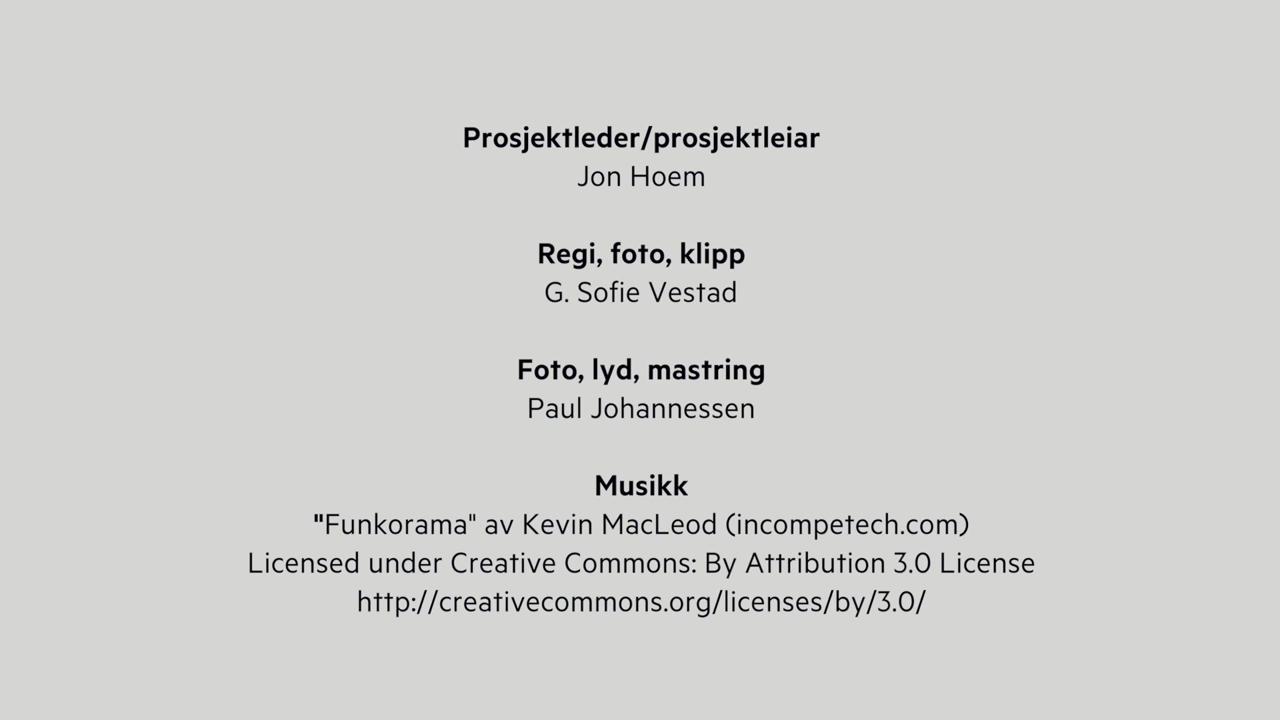 Prosjektleder/prosjektleiar
Jon Hoem
Regi, foto, klipp
G. Sofie Vestad
Foto, lyd, mastring
Paul Johannessen
Musikk
"Funkorama" av Kevin MacLeod (incompetech.com)
Licensed under Creative Commons: By Attribution 3.0 License
http://creativecommons.org/licenses/by/3.0/